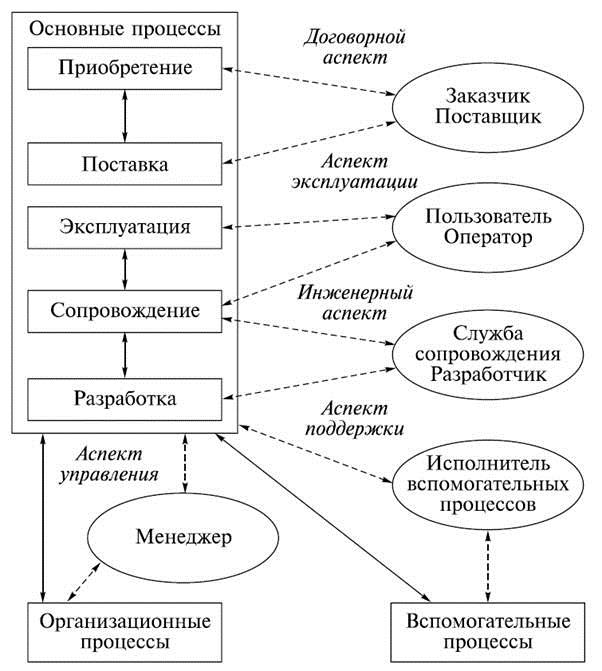 Основные процессы
Приобретение
Договорной
аспект
Заказчик
Поставщик
Поставка
Аспект
эксплуатации
Эксплуатация
Пользователь
Оператор
Сопровождение
Инженерный
аспект
Служба
сопровождения
Разработчик
Разработка
Аспект
поддержки
Аспект
управления
Исполнитель
вспомогательных
процессов
Менеджер
Организационные
процессы
Вспомогательные
процессы